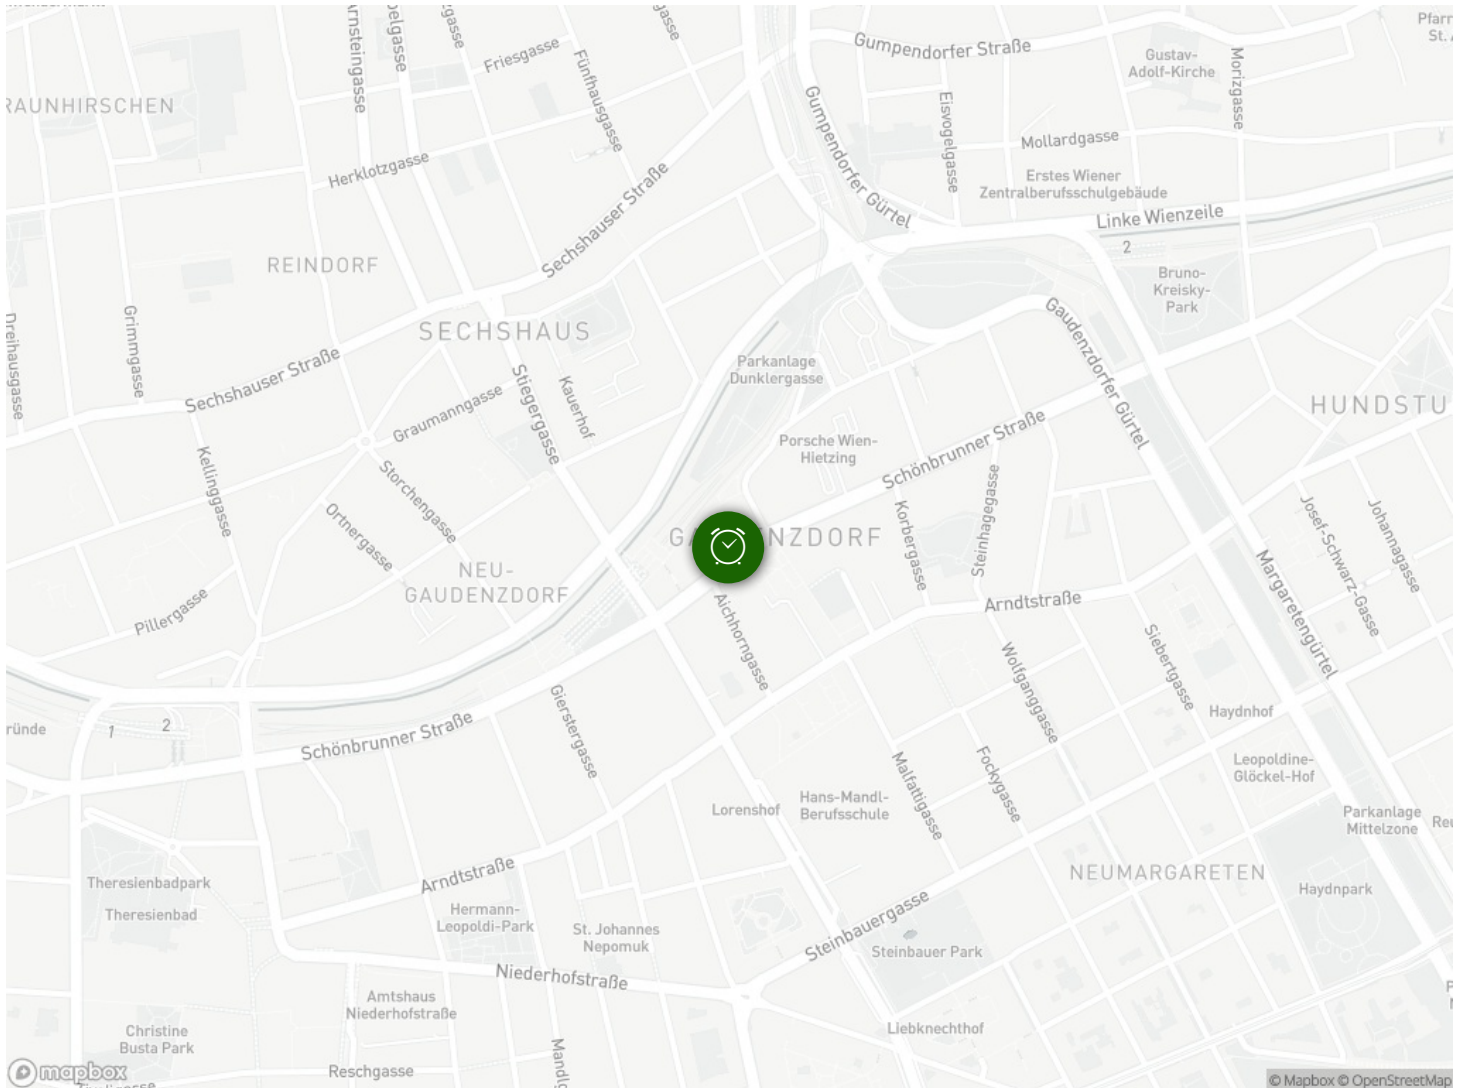 Gumpendorfer Straße
Gustav-
Adolf-Kirche
Morizgasse
Arnsteingasse
Friesgasse
Fünfhausgasse
Herklotzgasse
Sechshauser Straße
Gumpendorfer Gürtel
Eisvogelgasse
Mollardgasse
Erstes Wiener
Zentralberufsschulgebäude
Linke Wienzeile
2
Bruno-
Kreisky-
Park
REINDORF
Grimmgasse
Dreihausgasse
SECHSHAUS
Sechshauser Straße
Graumanngasse
Stiegergasse
Kauerhof
Parkanlage
Dunklergasse
Gaudenzdorfer Gürtel
Porsche Wien-
Hietzing
Schönbrunner Straße
HUNDSTU
Kellinggasse
Storchengasse
Ortnergasse
NEU-
GAUDENZDORF
Pillergasse
Korbergasse
Steinhagegasse
Arndtstraße
Aichhorngasse
Josef-Schwarz-Gasse
Johannagasse
Margaretengürtel
Siebertgasse
Wolfganggasse
Haydnhof
1
2
Schönbrunner Straße
Gierstergasse
Leopoldine-
Glöckel-Hof
Malfattigasse
Fockygasse
Lorenshof
Hans-Mandl-
Berufsschule
Parkanlage
Mittelzone
NEUMARGARETEN
Haydnpark
Arndtstraße
Theresienbadpark
Theresienbad
Hermann-
Leopoldi-Park
St. Johannes
Nepomuk
Steinbauergasse
Steinbauer Park
Niederhofstraße
Amtshaus
Niederhofstraße
Liebknechthof
Christine
Busta Park
Reschgasse
mapbox
© Mapbox © OpenStreetMap